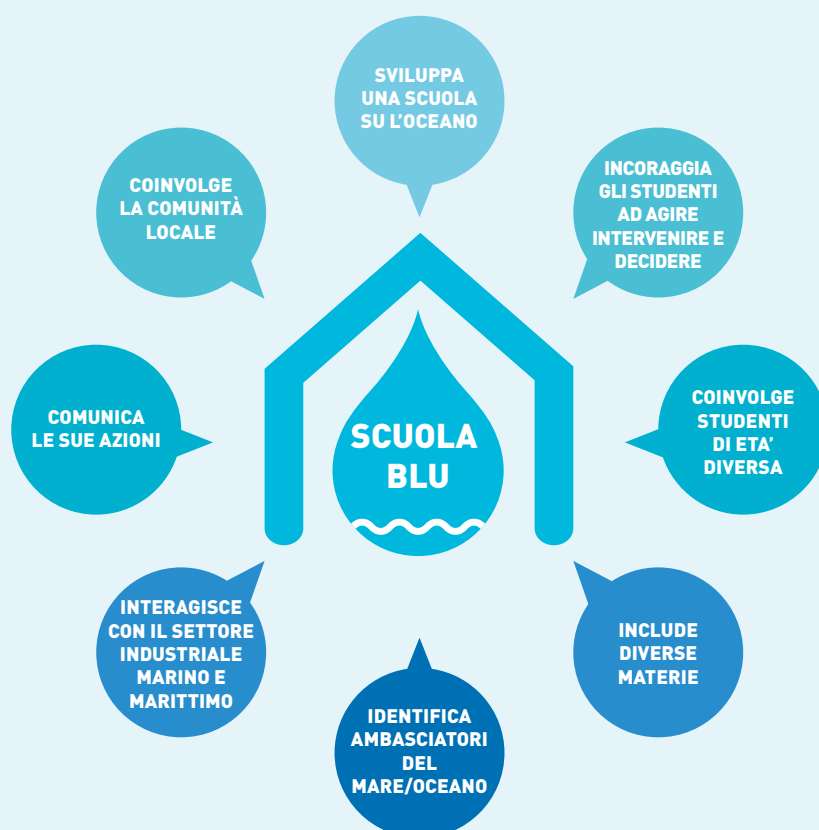 SVILUPPA
UNA SCUOLA
SU L'OCEANO
INCORAGGIA
GLI STUDENTI
AD AGIRE
INTERVENIRE E
DECIDERE
COINVOLGE
STUDENTI
DI ETA'
DIVERSA
INCLUDE
DIVERSE
MATERIE
IDENTIFICA
AMBASCIATORI
DEL
MARE/OCEANO
INTERAGISCE
CON IL SETTORE
INDUSTRIALE
MARINO E
MARITTIMO
COMUNICA
LE SUE AZIONI
COINVOLGE
LA COMUNITÀ
LOCALE
SCUOLA
BLU